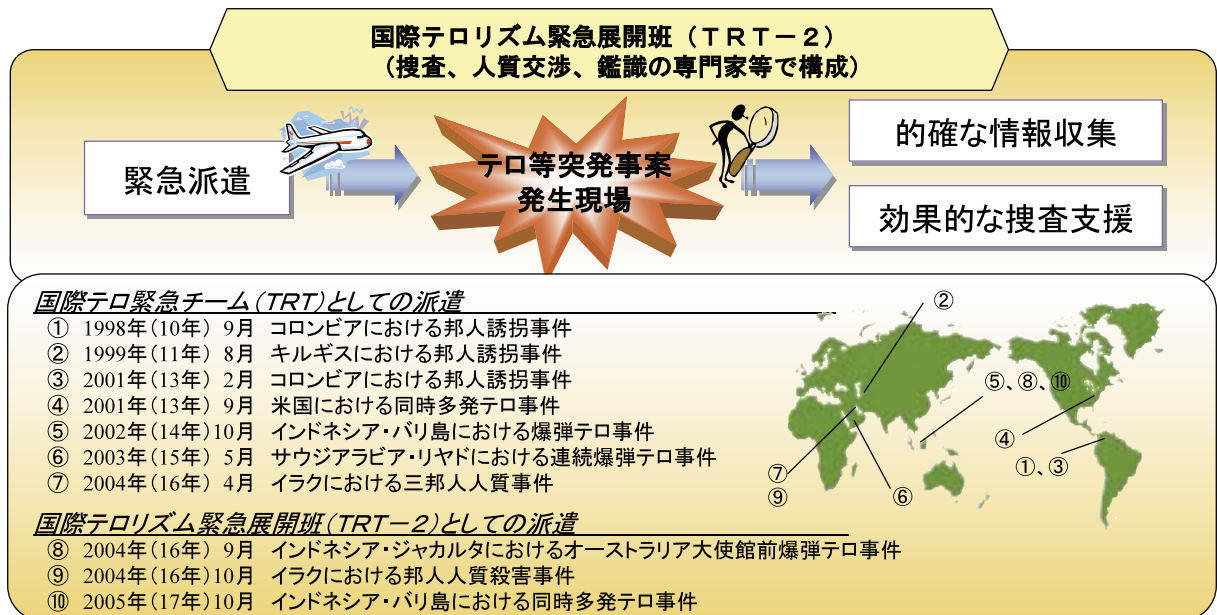 国際テロリズム緊急展開班（ＴＲＴ－２）
（捜査、人質交渉、鑑識の専門家等で構成）
緊急派遣
テロ等突発事案
発生現場
的確な情報収集
効果的な捜査支援
国際テロ緊急チーム（TRT）としての派遣
① 1998年（10年） 9月 コロンビアにおける邦人誘拐事件
② 1999年（11年） 8月 キルギスにおける邦人誘拐事件
③ 2001年（13年） 2月 コロンビアにおける邦人誘拐事件
④ 2001年（13年） 9月 米国における同時多発テロ事件
⑤ 2002年（14年）10月 インドネシア・バリ島における爆弾テロ事件
⑥ 2003年（15年） 5月 サウジアラビア・リヤドにおける連続爆弾テロ事件
⑦ 2004年（16年） 4月 イラクにおける三邦人人質事件
国際テロリズム緊急展開班（TRT－2）としての派遣
⑧ 2004年（16年） 9月 インドネシア・ジャカルタにおけるオーストラリア大使館前爆弾テロ事件
⑨ 2004年（16年）10月 イラクにおける邦人人質殺害事件
⑩ 2005年（17年）10月 インドネシア・バリ島における同時多発テロ事件
②
⑤、⑧、⑩
④
①、③
⑦
⑨
⑥